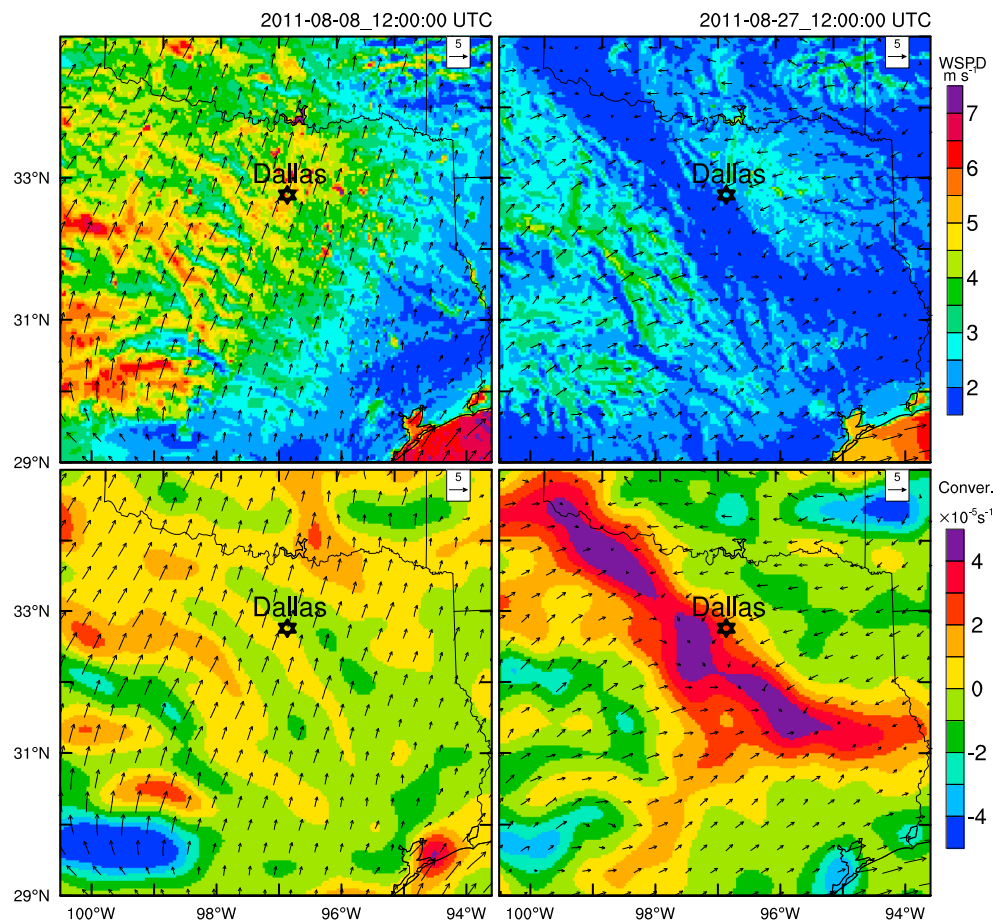 2011-08-08_12:00:00 UTC
2011-08-27_12:00:00 UTC
5
5
WSPD
m s⁻¹
7
6
5
4
3
2
33°N
31°N
29°N
Dallas
Dallas
5
5
Conver.
×10⁻⁵s⁻¹
4
2
0
-2
-4
33°N
31°N
29°N
Dallas
Dallas
100°W
98°W
96°W
94°W
100°W
98°W
96°W
94°W